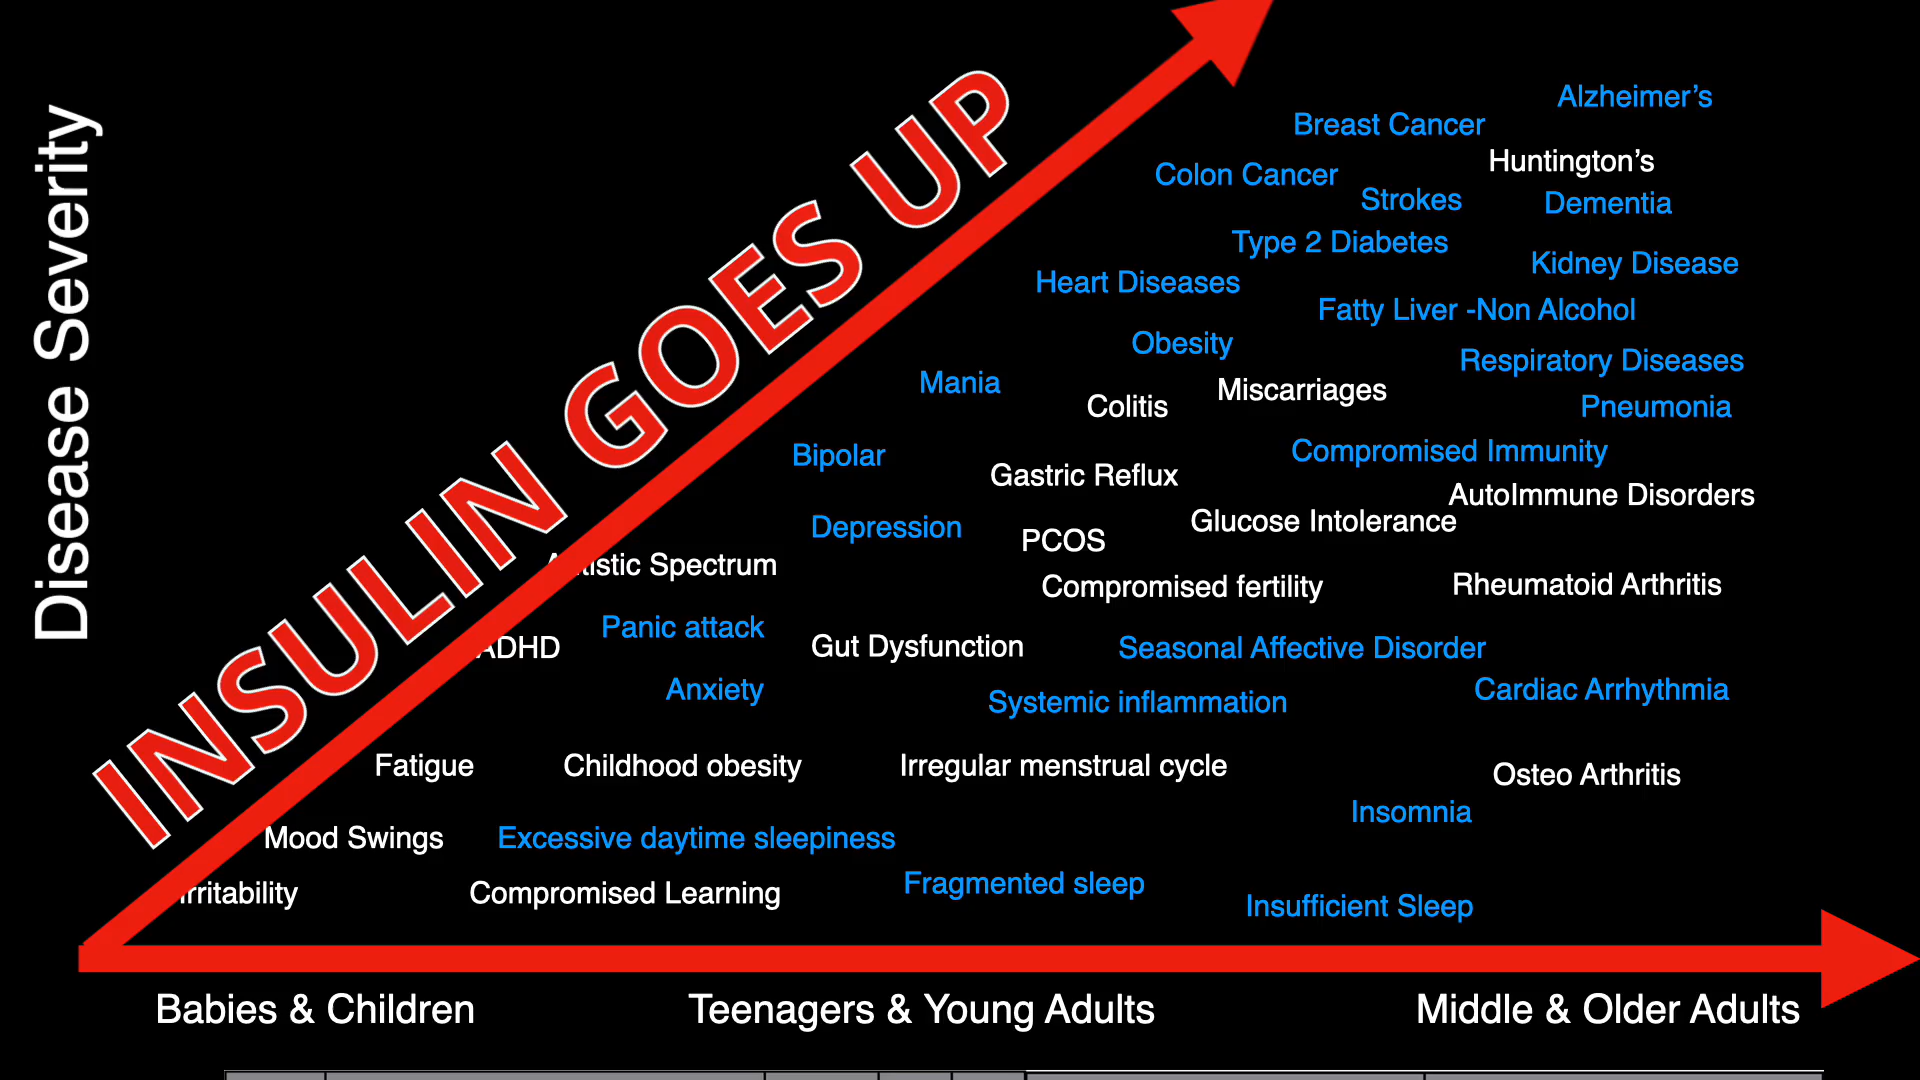 Disease Severity
INSULIN GOES UP
Alzheimer’s
Breast Cancer
Huntington’s
Colon Cancer
Strokes
Dementia
Type 2 Diabetes
Kidney Disease
Heart Diseases
Fatty Liver -Non Alcohol
Obesity
Respiratory Diseases
Mania
Miscarriages
Colitis
Pneumonia
Bipolar
Compromised Immunity
Gastric Reflux
AutoImmune Disorders
Glucose Intolerance
Depression
PCOS
Autistic Spectrum
Compromised fertility
Rheumatoid Arthritis
Panic attack
ADHD
Gut Dysfunction
Seasonal Affective Disorder
Anxiety
Systemic inflammation
Cardiac Arrhythmia
Fatigue
Childhood obesity
Irregular menstrual cycle
Osteo Arthritis
Insomnia
Mood Swings
Excessive daytime sleepiness
Irritability
Compromised Learning
Fragmented sleep
Insufficient Sleep
Babies & Children
Teenagers & Young Adults
Middle & Older Adults